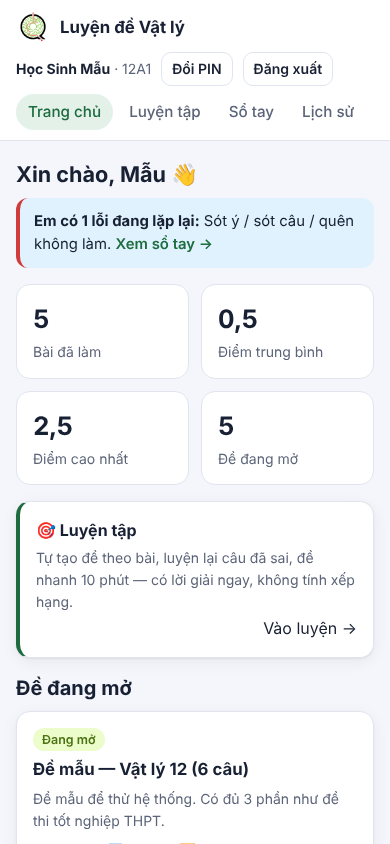 Luyện đề Vật lý
Học Sinh Mẫu · 12A1 Đổi PIN Đăng xuất
Trang chủ Luyện tập Sổ tay Lịch sử
Xin chào, Mẫu 👋
Em có 1 lỗi đang lặp lại: Sót ý / sót câu / quên
không làm. Xem sổ tay →
5
Bài đã làm
0,5
Điểm trung bình
2,5
Điểm cao nhất
5
Đề đang mở
🎯 Luyện tập
Tự tạo đề theo bài, luyện lại câu đã sai, đề
nhanh 10 phút — có lời giải ngay, không tính xếp
hạng.
Vào luyện →
Đề đang mở
Đang mở
Đề mẫu — Vật lý 12 (6 câu)
Đề mẫu để thử hệ thống. Có đủ 3 phần như đề
thi tốt nghiệp THPT.